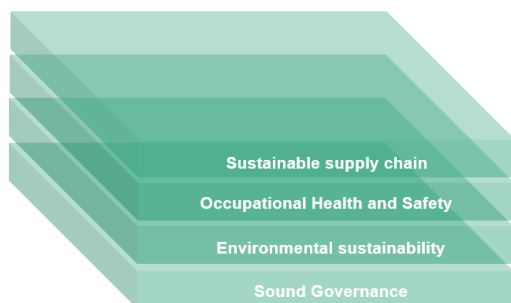 Sustainable supply chain
Occupational Health and Safety
Environmental sustainability
Sound Governance